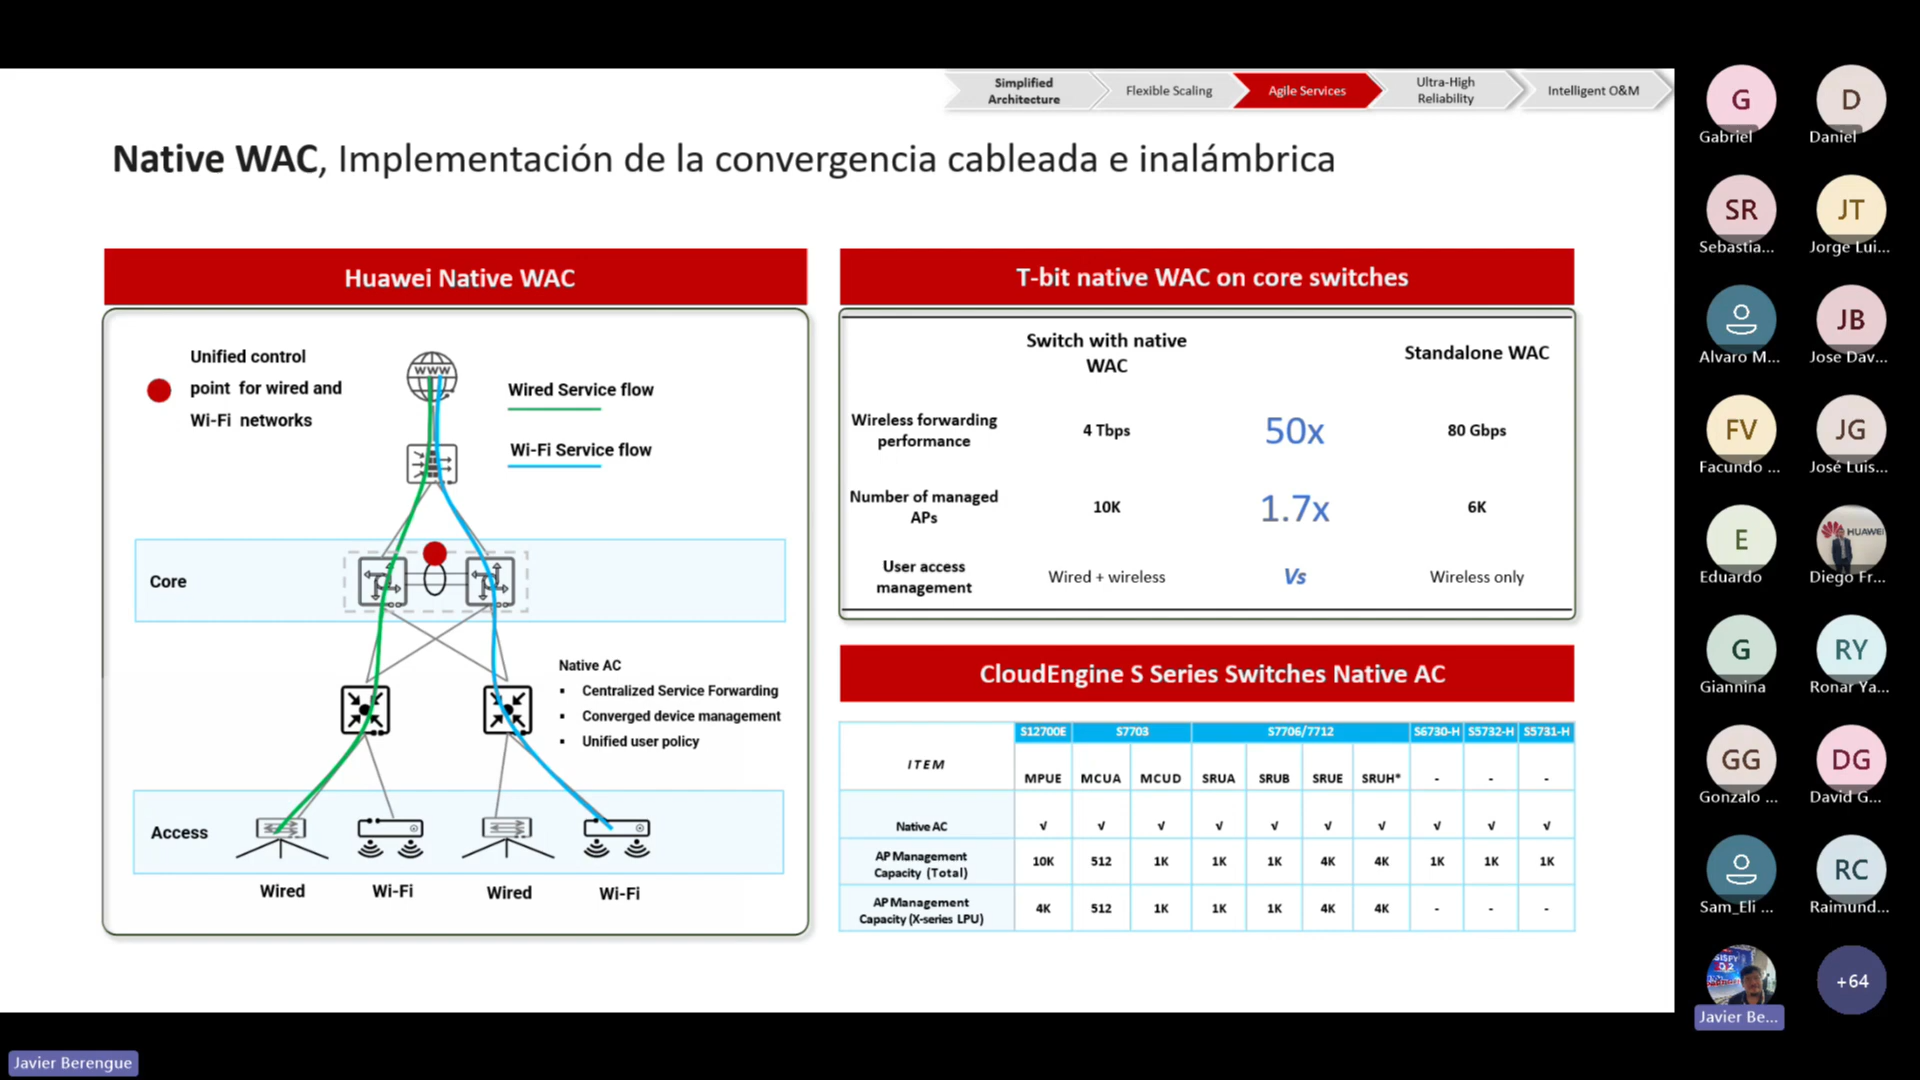 Simplified
Architecture
Flexible Scaling
Agile Services
Ultra-High
Reliability
Intelligent O&M
Native WAC, Implementación de la convergencia cableada e inalámbrica
Huawei Native WAC
Unified control
point for wired and
Wi-Fi networks
WWW
Wired Service flow
Wi-Fi Service flow
Core
Native AC
▪ Centralized Service Forwarding
▪ Converged device management
▪ Unified user policy
Access
Wired
Wi-Fi
Wired
Wi-Fi
T-bit native WAC on core switches
Switch with native
WAC
Standalone WAC
Wireless forwarding
performance
4 Tbps
50x
80 Gbps
Number of managed
APs
10K
1.7x
6K
User access
management
Wired + wireless
Vs
Wireless only
CloudEngine S Series Switches Native AC
ITEM
S12700E S7703 S7706/7712 S6730-H S5732-H S5731-H
MPUE MCUA MCUD SRUA SRUB SRUE SRUH* - - -
Native AC √ √ √ √ √ √ √ √ √ √
AP Management
Capacity (Total)
10K 512 1K 1K 1K 4K 4K 1K 1K 1K
AP Management
Capacity (X-series LPU)
4K 512 1K 1K 1K 4K 4K - - -
G D
Gabriel Daniel
SR JT
Sebastia... Jorge Lui...
JB
Alvaro M... Jose Dav...
FV JG
Facundo ... José Luis...
E HUAWEI
Eduardo Diego Fr...
G RY
Giannina Ronar Ya...
GG DG
Gonzalo ... David G...
RC
Sam_Eli ... Raimund...
+64
Javier Be...
Javier Berengue